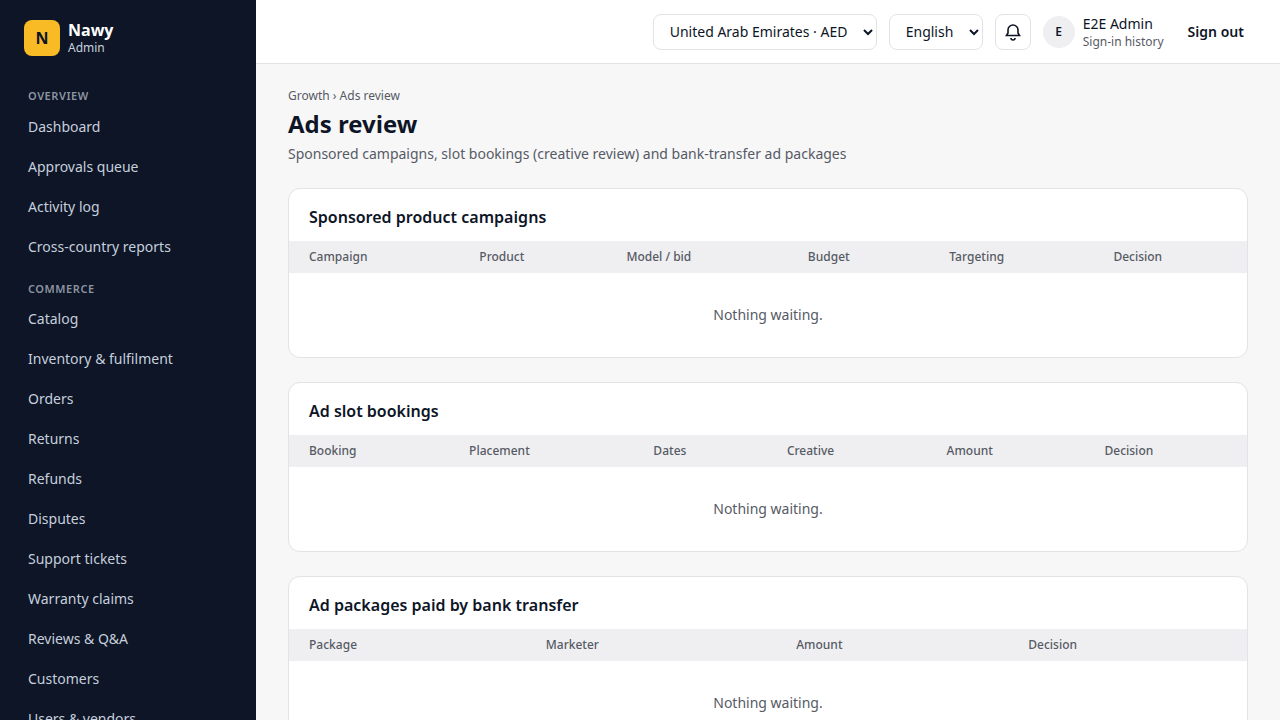 N
Nawy
Admin
OVERVIEW
Dashboard
Approvals queue
Activity log
Cross-country reports
COMMERCE
Catalog
Inventory & fulfilment
Orders
Returns
Refunds
Disputes
Support tickets
Warranty claims
Reviews & Q&A
Customers
Users & vendors
United Arab Emirates · AED
English
E
E2E Admin
Sign-in history
Sign out
Growth › Ads review
Ads review
Sponsored campaigns, slot bookings (creative review) and bank-transfer ad packages
Sponsored product campaigns
Campaign Product Model / bid Budget Targeting Decision
Nothing waiting.
Ad slot bookings
Booking Placement Dates Creative Amount Decision
Nothing waiting.
Ad packages paid by bank transfer
Package Marketer Amount Decision
Nothing waiting.